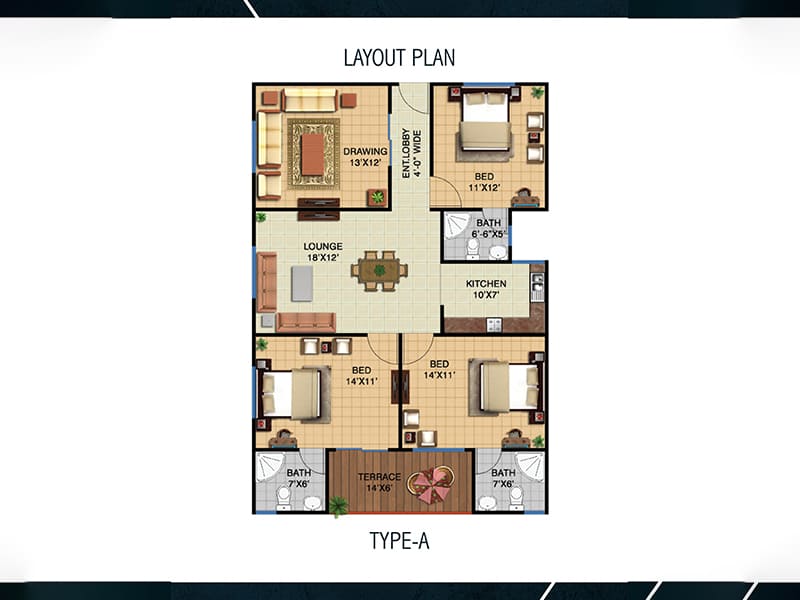 LAYOUT PLAN
DRAWING
13'X12'
ENT.LOBBY
4'-0" WIDE
BED
11'X12'
BATH
6'-6"X5'
LOUNGE
18'X12'
KITCHEN
10'X7'
BED
14'X11'
BED
14'X11'
BATH
7'X6'
TERRACE
14'X6'
BATH
7'X6'
TYPE-A